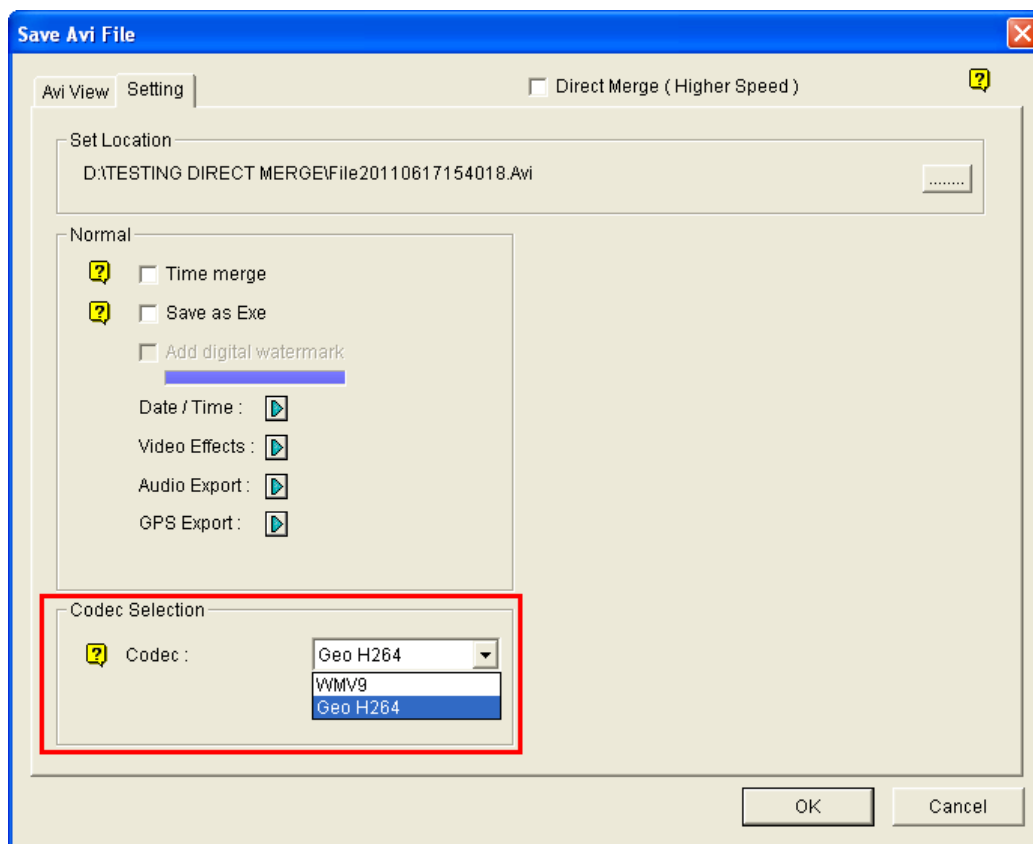 Save Avi File
Avi View Setting Direct Merge ( Higher Speed ) ?
Set Location
D:\TESTING DIRECT MERGE\File20110617154018.Avi ........
Normal
? Time merge
? Save as Exe
Add digital watermark
Date / Time :
Video Effects :
Audio Export :
GPS Export :
Codec Selection
? Codec : Geo H264
WMV9
Geo H264
OK Cancel